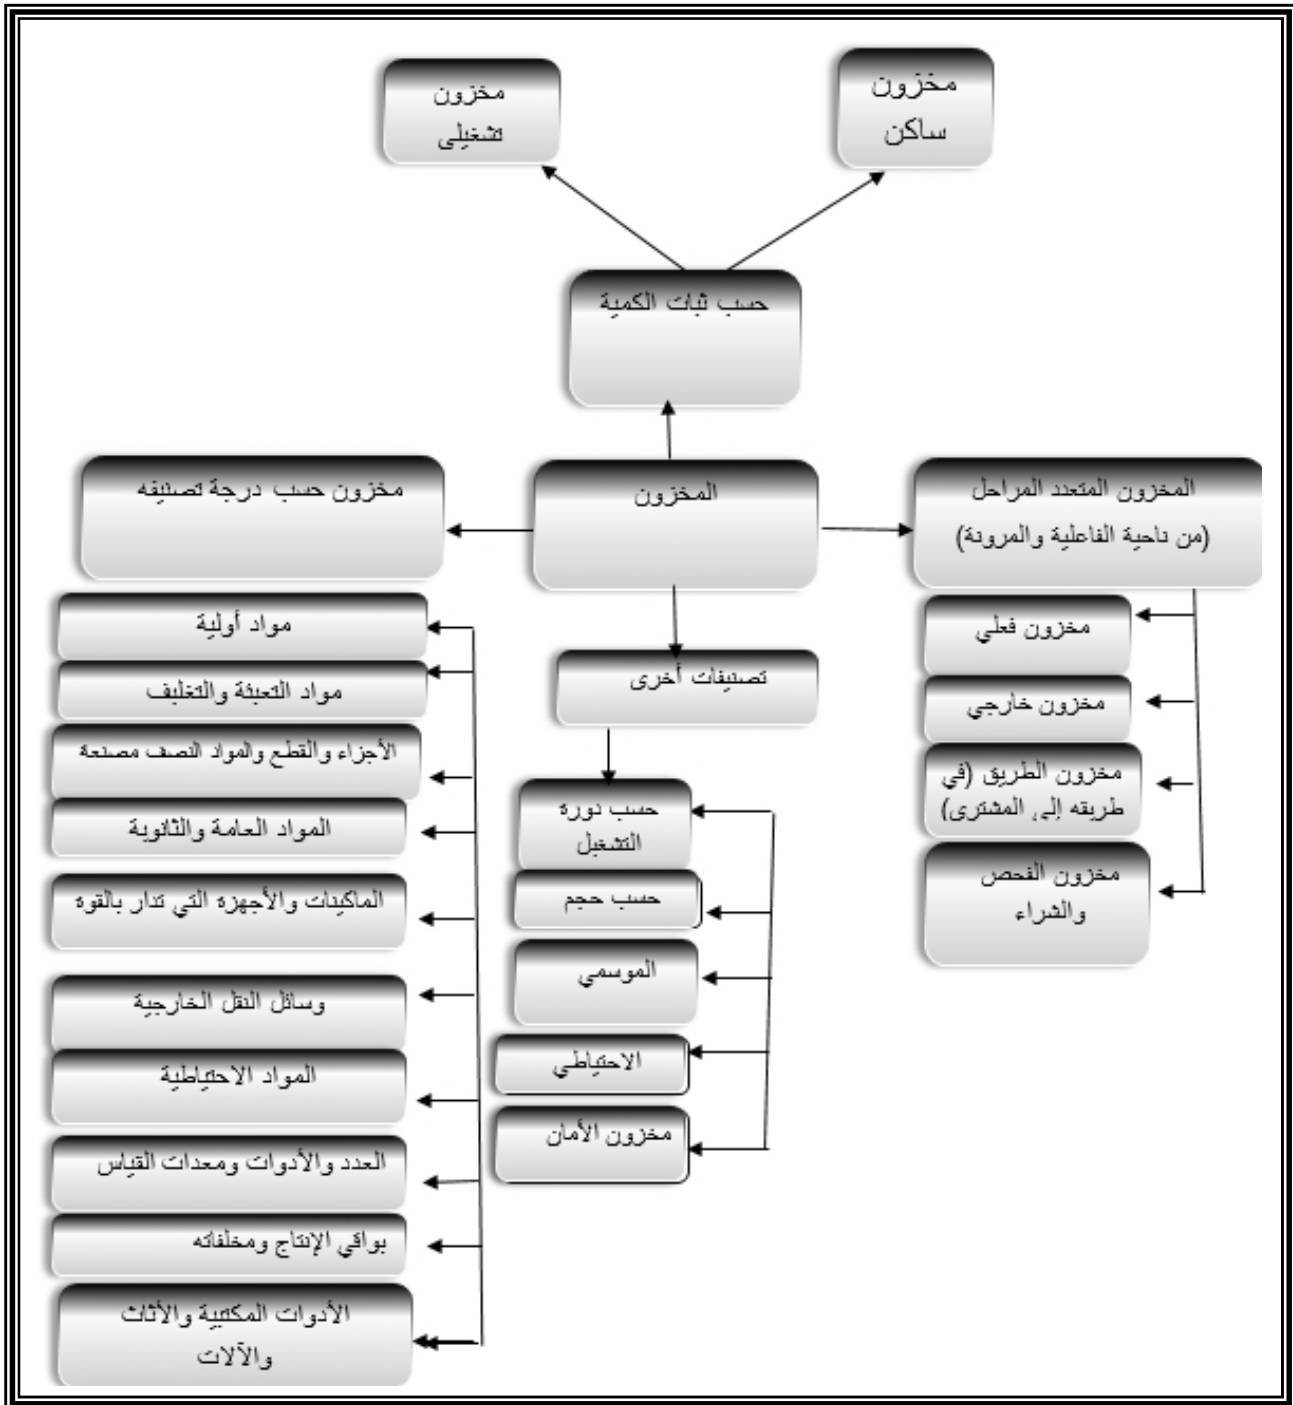 مخزون
ساكن
مخزون
تشغيلى
حسب ثبات الكمية
المخزون المتعدد المراحل
(من ناحية الفاعلية والمرونة)
المخزون
مخزون حسب درجة تصنيفه
مخزون فعلي
مخزون خارجي
مخزون الطريق (في
طريقه إلى المشترى)
مخزون الفحص
والشراء
تصنيفات أخرى
حسب دورة
التشغيل
حسب حجم
الموسمي
الاحتياطي
مخزون الأمان
مواد أولية
مواد التعبئة والتغليف
الأجزاء والقطع والمواد النصف مصنعة
المواد العامة والثانوية
الماكينات والأجهزة التي تدار بالقوة
وسائل النقل الخارجية
المواد الاحتياطية
العدد والأدوات ومعدات القياس
بواقي الإنتاج ومخلفاته
الأدوات المكتبية والأثاث
والآلات